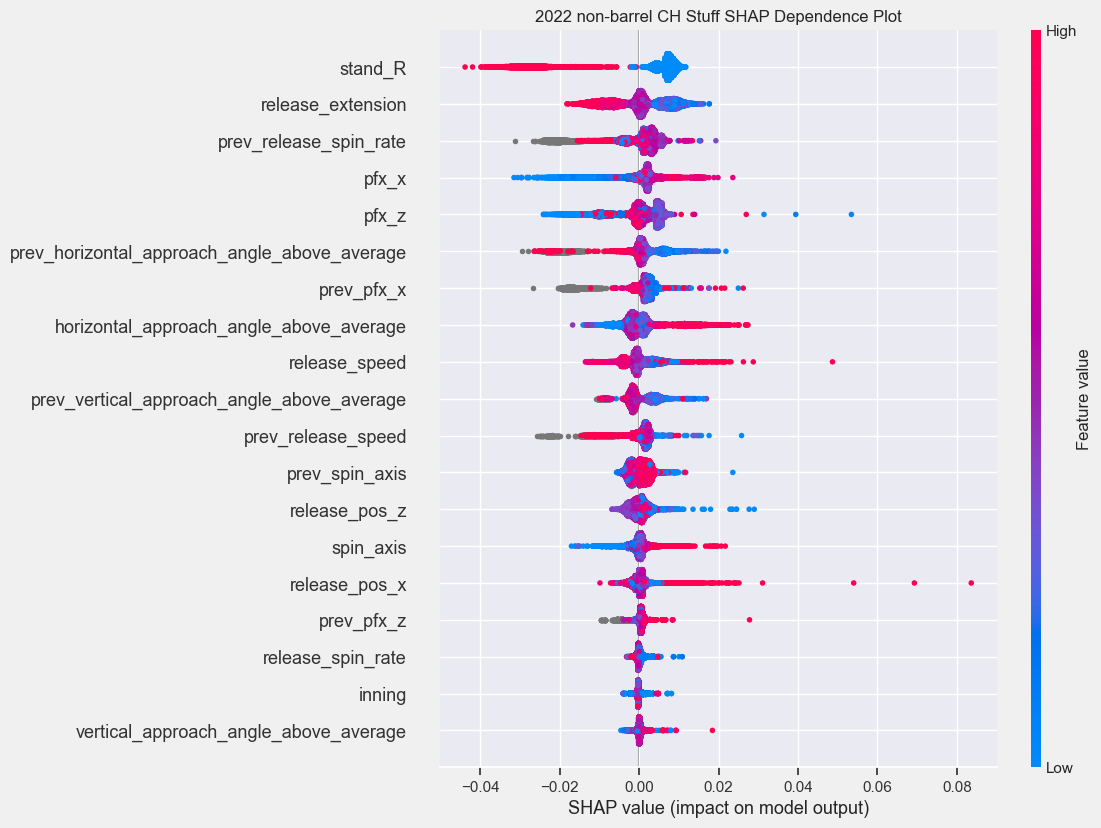 2022 non-barrel CH Stuff SHAP Dependence Plot
High
stand_R
release_extension
prev_release_spin_rate
pfx_x
pfx_z
prev_horizontal_approach_angle_above_average
prev_pfx_x
horizontal_approach_angle_above_average
release_speed
prev_vertical_approach_angle_above_average
prev_release_speed
prev_spin_axis
release_pos_z
spin_axis
release_pos_x
prev_pfx_z
release_spin_rate
inning
vertical_approach_angle_above_average
Feature value
Low
−0.04 −0.02 0.00 0.02 0.04 0.06 0.08
SHAP value (impact on model output)